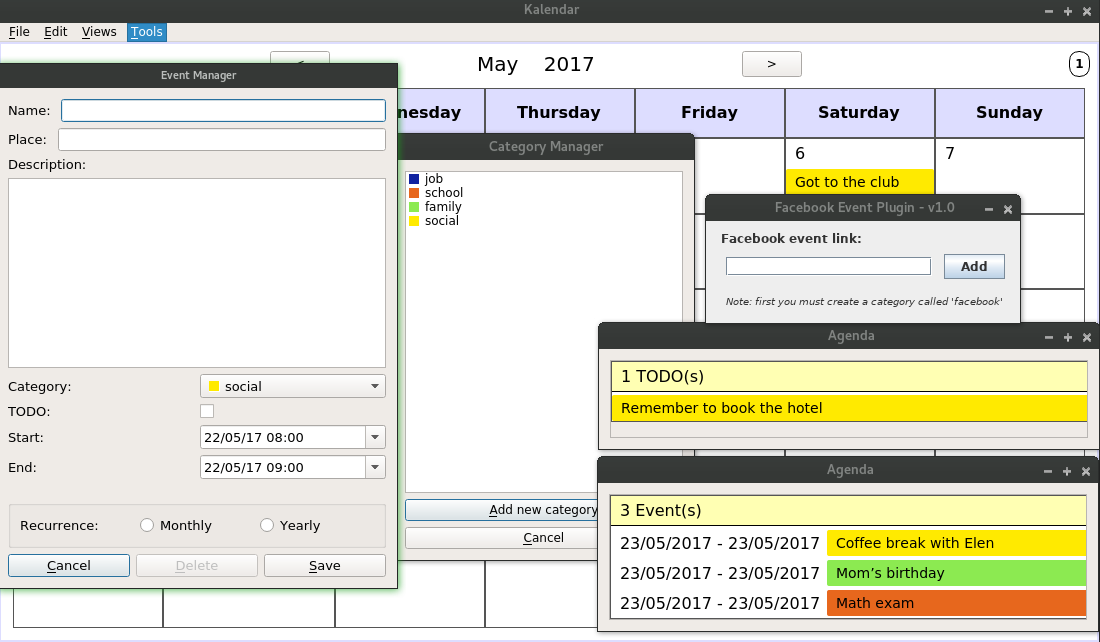 Kalendar
File Edit Views Tools
May 2017 > 1
Event Manager
Name:
Place:
Description:
Category: social
TODO:
Start: 22/05/17 08:00
End: 22/05/17 09:00
Recurrence: Monthly Yearly
Cancel Delete Save
nesday Thursday Friday Saturday Sunday
6 7
Got to the club
Category Manager
job
school
family
social
Add new category
Cancel
Facebook Event Plugin - v1.0
Facebook event link:
Add
Note: first you must create a category called 'facebook'
Agenda
1 TODO(s)
Remember to book the hotel
Agenda
3 Event(s)
23/05/2017 - 23/05/2017 Coffee break with Elen
23/05/2017 - 23/05/2017 Mom’s birthday
23/05/2017 - 23/05/2017 Math exam